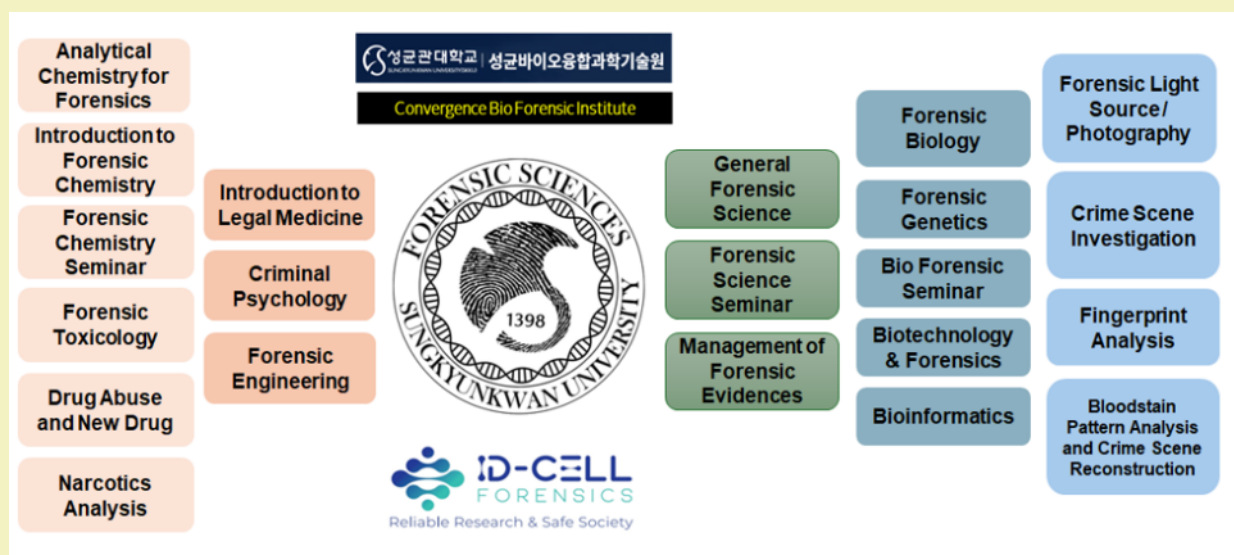 Analytical
Chemistry for
Forensics
Introduction to
Forensic
Chemistry
Forensic
Chemistry
Seminar
Forensic
Toxicology
Drug Abuse
and New Drug
Narcotics
Analysis
Introduction to
Legal Medicine
Criminal
Psychology
Forensic
Engineering
성균관대학교 | 성균바이오융합과학기술원
SUNGKYUNKWAN UNIVERSITY(SKKU)
Convergence Bio Forensic Institute
FORENSIC SCIENCES
1398
SUNGKYUNKWAN UNIVERSITY
ID-CELL
FORENSICS
Reliable Research & Safe Society
General
Forensic
Science
Forensic
Science
Seminar
Management of
Forensic
Evidences
Forensic
Biology
Forensic
Genetics
Bio Forensic
Seminar
Biotechnology
& Forensics
Bioinformatics
Forensic Light
Source /
Photography
Crime Scene
Investigation
Fingerprint
Analysis
Bloodstain
Pattern Analysis
and Crime Scene
Reconstruction